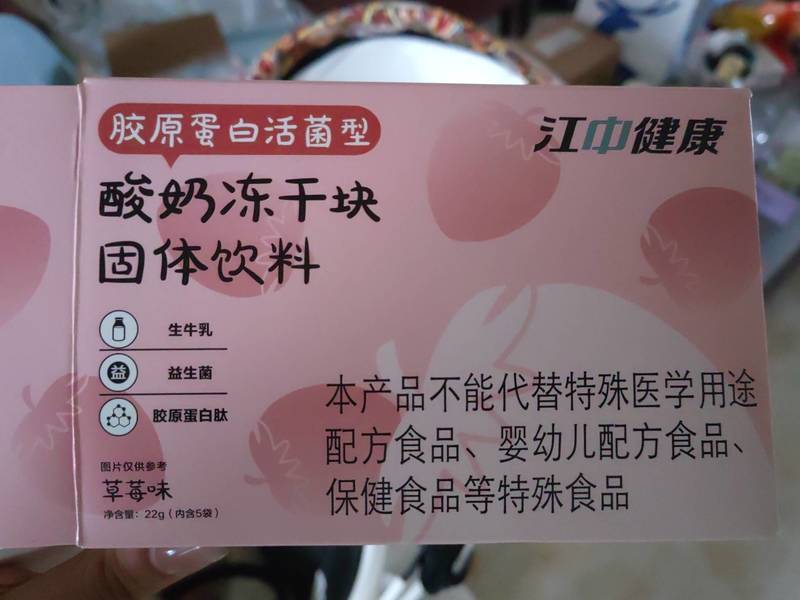 胶原蛋白活菌型
江中健康
酸奶冻干块
固体饮料
生牛乳
益
益生菌
胶原蛋白肽
本产品不能代替特殊医学用途
配方食品、婴幼儿配方食品、
保健食品等特殊食品
图片仅供参考
草莓味
净含量：22g（内含5袋）